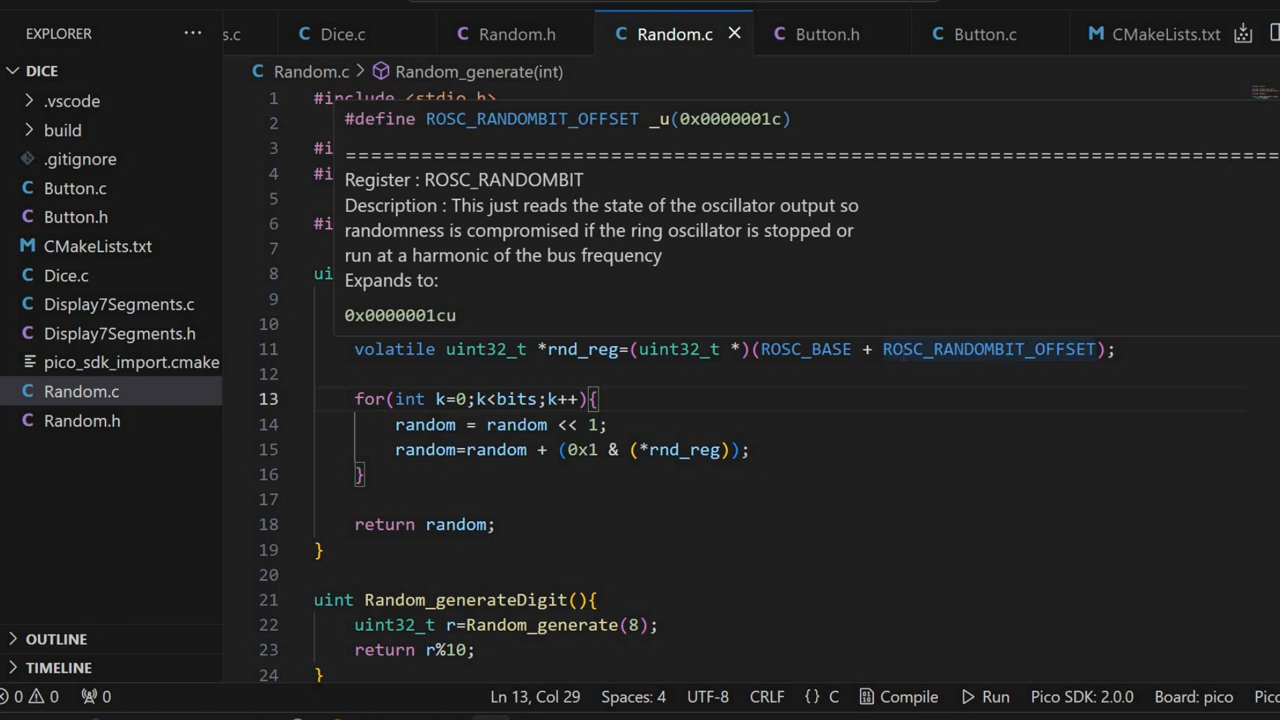 EXPLORER
s.c
Dice.c
Random.h
Random.c
Button.h
Button.c
CMakeLists.txt
DICE
.vscode
build
.gitignore
Button.c
Button.h
CMakeLists.txt
Dice.c
Display7Segments.c
Display7Segments.h
pico_sdk_import.cmake
Random.c
Random.h
OUTLINE
TIMELINE
Random.c > Random_generate(int)
1 #include <stdio.h>
#define ROSC_RANDOMBIT_OFFSET _u(0x0000001c)
2
================================================================================
3 #i
4 #i
Register : ROSC_RANDOMBIT
5
Description : This just reads the state of the oscillator output so
6 #i
randomness is compromised if the ring oscillator is stopped or
7
run at a harmonic of the bus frequency
8 ui
Expands to:
9
0x0000001cu
10
11 volatile uint32_t *rnd_reg=(uint32_t *)(ROSC_BASE + ROSC_RANDOMBIT_OFFSET);
12
13 for(int k=0;k<bits;k++){
14 random = random << 1;
15 random=random + (0x1 & (*rnd_reg));
16 }
17
18 return random;
19 }
20
21 uint Random_generateDigit(){
22 uint32_t r=Random_generate(8);
23 return r%10;
24 }
0 0 0 Ln 13, Col 29 Spaces: 4 UTF-8 CRLF {} C Compile Run Pico SDK: 2.0.0 Board: pico